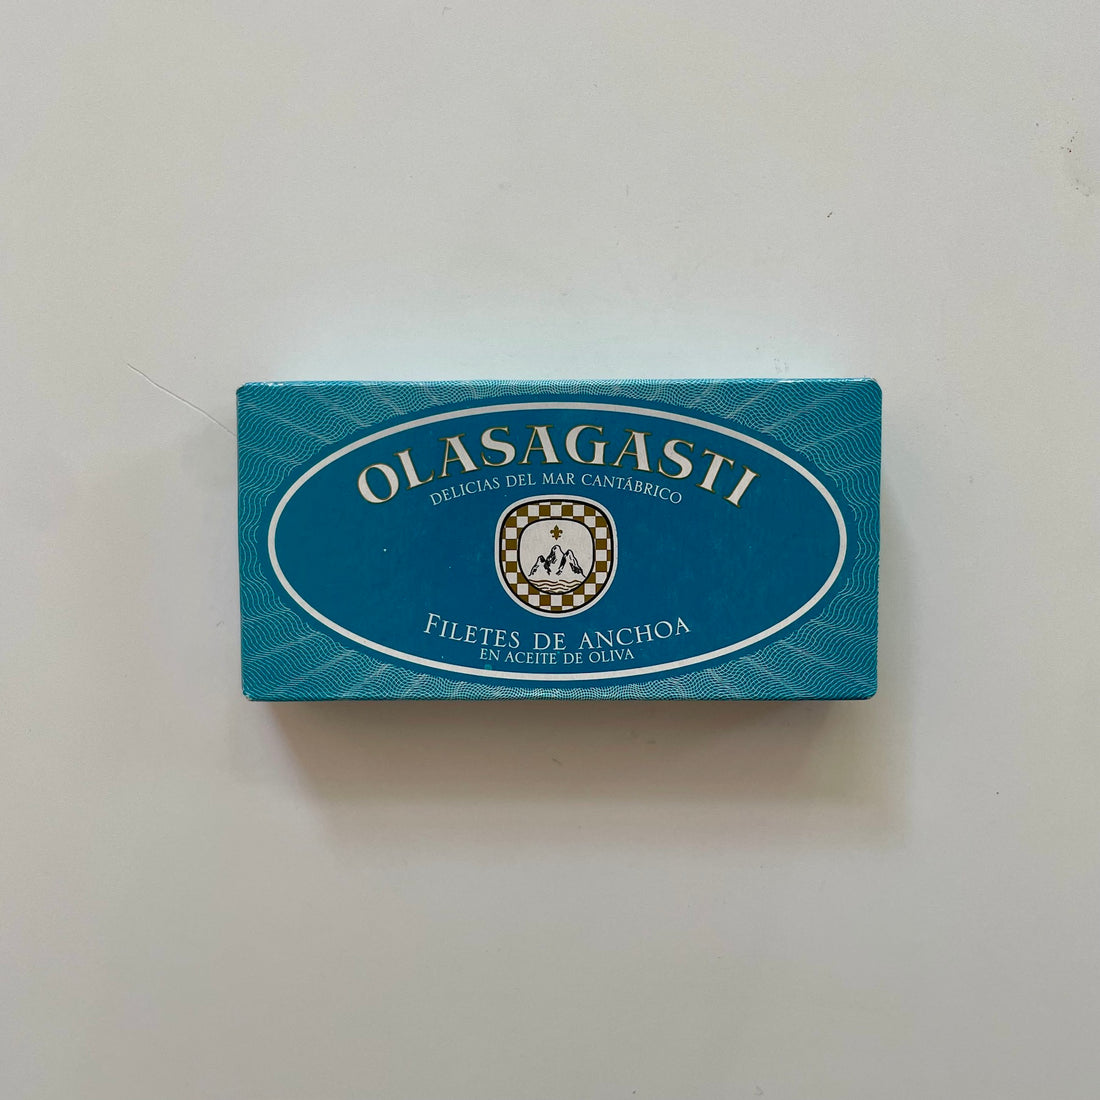 OLASAGASTI
DELICIAS DEL MAR CANTÁBRICO
FILETES DE ANCHOA
EN ACEITE DE OLIVA